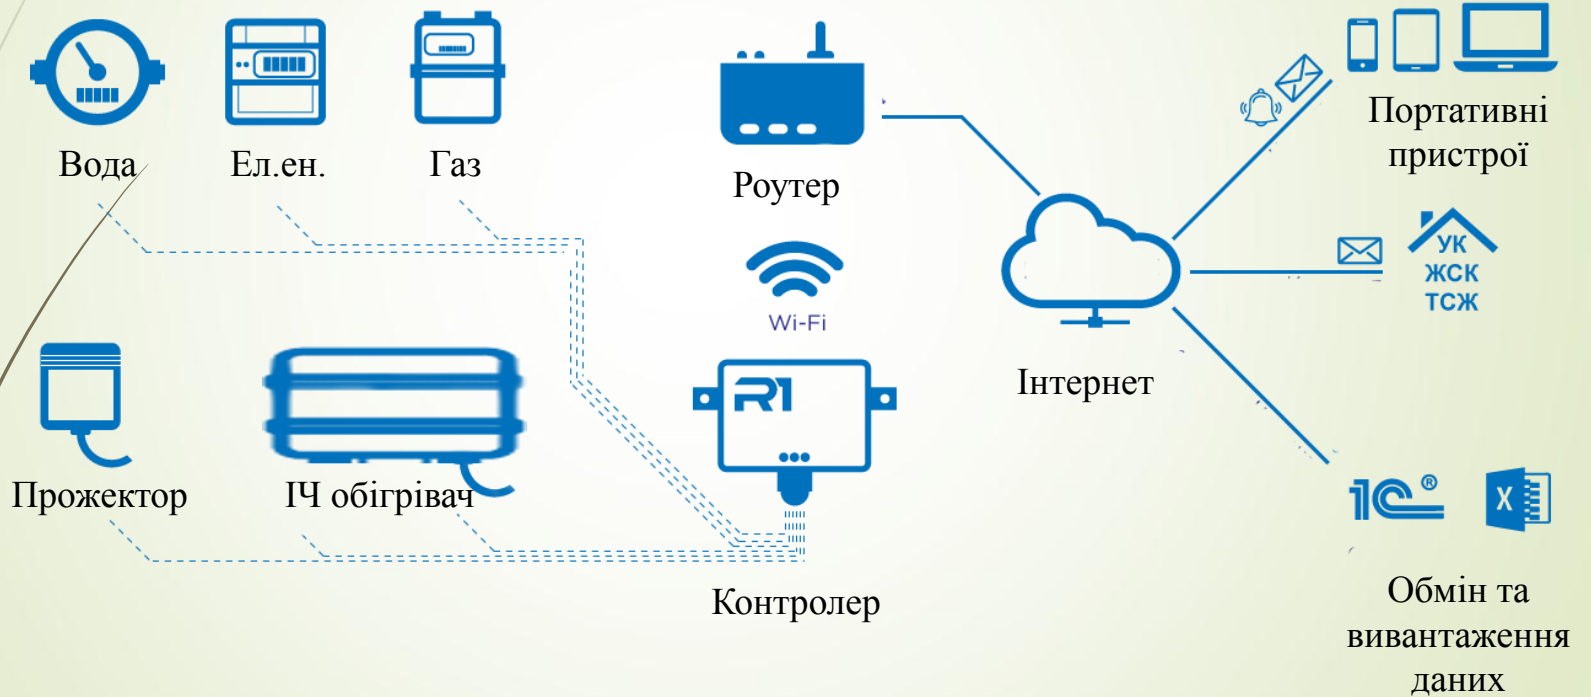 Вода
Ел.ен.
Газ
Роутер
Портативні
пристрої
Wi-Fi
УК
ЖСК
ТСЖ
Інтернет
R1
Прожектор
ІЧ обігрівач
1С®
X
Контролер
Обмін та
вивантаження
даних